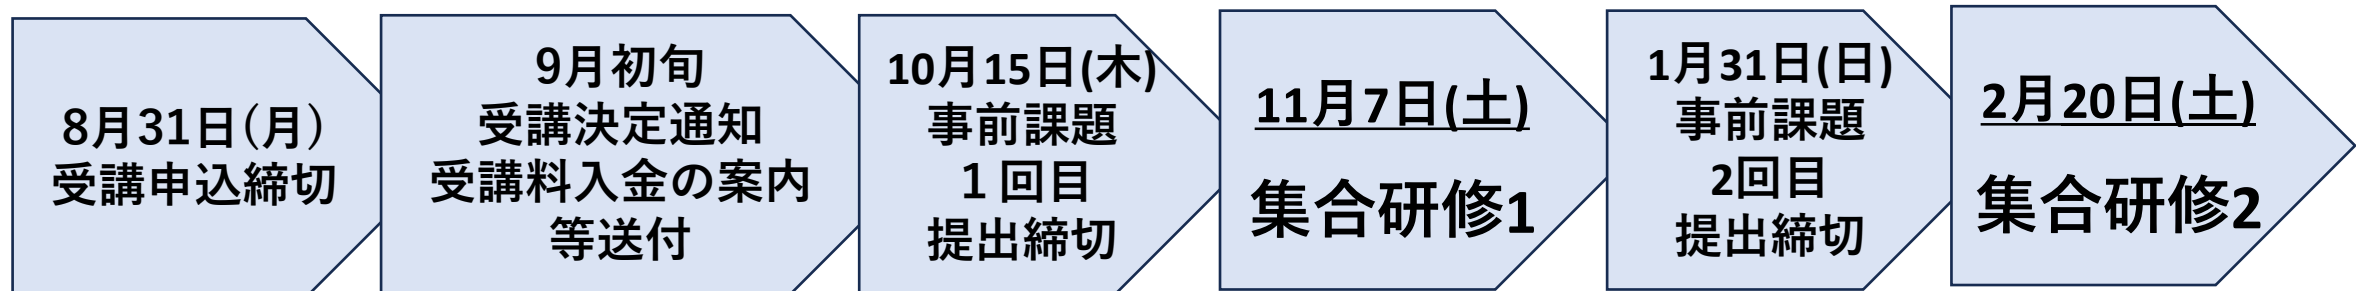 8月31日(月)
受講申込締切
9月初旬
受講決定通知
受講料入金の案内
等送付
10月15日(木)
事前課題
１回目
提出締切
11月7日(土)
集合研修1
1月31日(日)
事前課題
2回目
提出締切
2月20日(土)
集合研修2